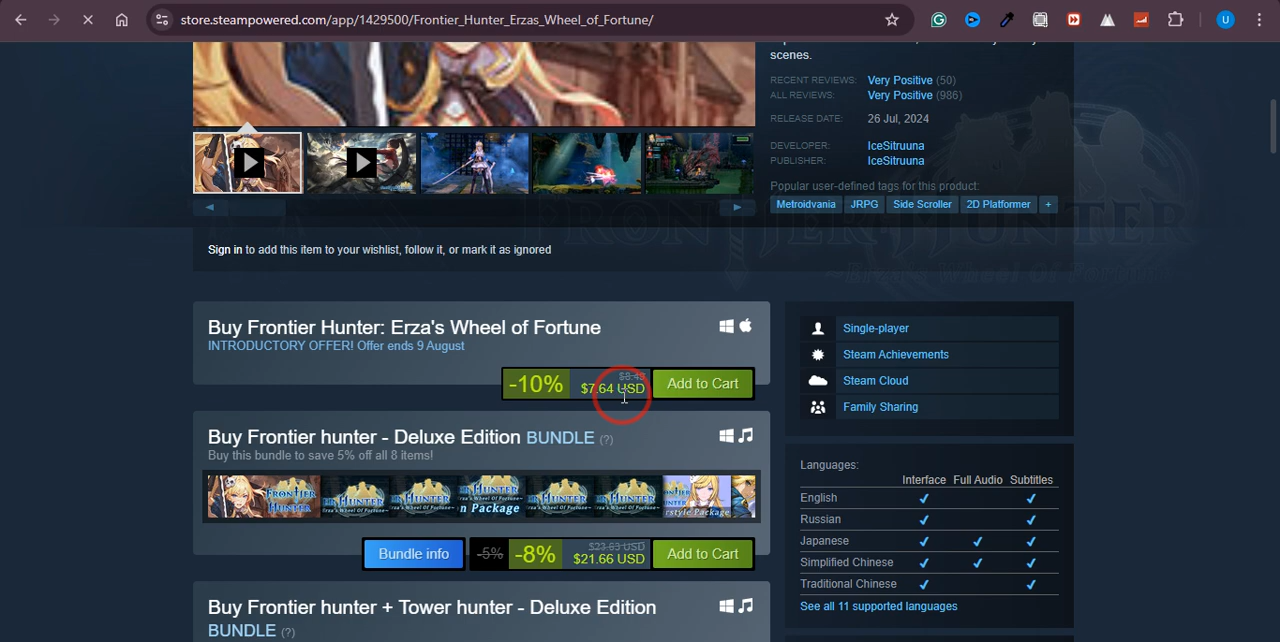 store.steampowered.com/app/1429500/Frontier_Hunter_Erzas_Wheel_of_Fortune/
scenes.
RECENT REVIEWS: Very Positive (50)
ALL REVIEWS: Very Positive (986)
RELEASE DATE: 26 Jul, 2024
DEVELOPER: IceSitruuna
PUBLISHER: IceSitruuna
Popular user-defined tags for this product:
Metroidvania JRPG Side Scroller 2D Platformer +
Sign in to add this item to your wishlist, follow it, or mark it as ignored
Buy Frontier Hunter: Erza's Wheel of Fortune
INTRODUCTORY OFFER! Offer ends 9 August
-10% $8.49 $7.64 USD Add to Cart
Buy Frontier hunter - Deluxe Edition BUNDLE (?)
Buy this bundle to save 5% off all 8 items!
Bundle info -5% -8% $23.63 USD $21.66 USD Add to Cart
Buy Frontier hunter + Tower hunter - Deluxe Edition
BUNDLE (?)
Single-player
Steam Achievements
Steam Cloud
Family Sharing
Languages:
Interface Full Audio Subtitles
English ✔ ✔
Russian ✔ ✔
Japanese ✔ ✔ ✔
Simplified Chinese ✔ ✔ ✔
Traditional Chinese ✔ ✔
See all 11 supported languages